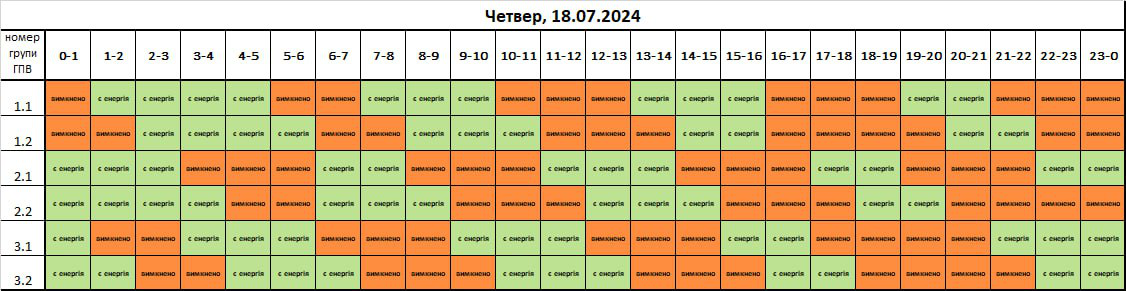 Четвер, 18.07.2024
номер групи ГПВ 0-1 1-2 2-3 3-4 4-5 5-6 6-7 7-8 8-9 9-10 10-11 11-12 12-13 13-14 14-15 15-16 16-17 17-18 18-19 19-20 20-21 21-22 22-23 23-0
1.1 вимкнено є енергія є енергія є енергія є енергія вимкнено вимкнено є енергія є енергія є енергія вимкнено вимкнено вимкнено є енергія є енергія є енергія вимкнено вимкнено вимкнено є енергія є енергія вимкнено вимкнено вимкнено
1.2 вимкнено вимкнено є енергія є енергія є енергія є енергія вимкнено вимкнено є енергія є енергія є енергія вимкнено вимкнено вимкнено є енергія є енергія вимкнено вимкнено вимкнено вимкнено є енергія є енергія вимкнено вимкнено
2.1 є енергія є енергія є енергія вимкнено вимкнено вимкнено є енергія є енергія вимкнено вимкнено вимкнено є енергія є енергія є енергія вимкнено вимкнено вимкнено є енергія є енергія вимкнено вимкнено вимкнено є енергія є енергія
2.2 є енергія є енергія є енергія є енергія вимкнено вимкнено є енергія є енергія є енергія вимкнено вимкнено вимкнено є енергія є енергія є енергія вимкнено вимкнено вимкнено є енергія є енергія вимкнено вимкнено вимкнено є енергія
3.1 є енергія вимкнено вимкнено є енергія є енергія є енергія вимкнено вимкнено вимкнено є енергія є енергія є енергія вимкнено вимкнено вимкнено є енергія є енергія вимкнено вимкнено вимкнено вимкнено є енергія є енергія є енергія
3.2 є енергія є енергія вимкнено вимкнено є енергія є енергія є енергія вимкнено вимкнено вимкнено є енергія є енергія є енергія вимкнено вимкнено вимкнено є енергія є енергія вимкнено вимкнено вимкнено вимкнено є енергія є енергія